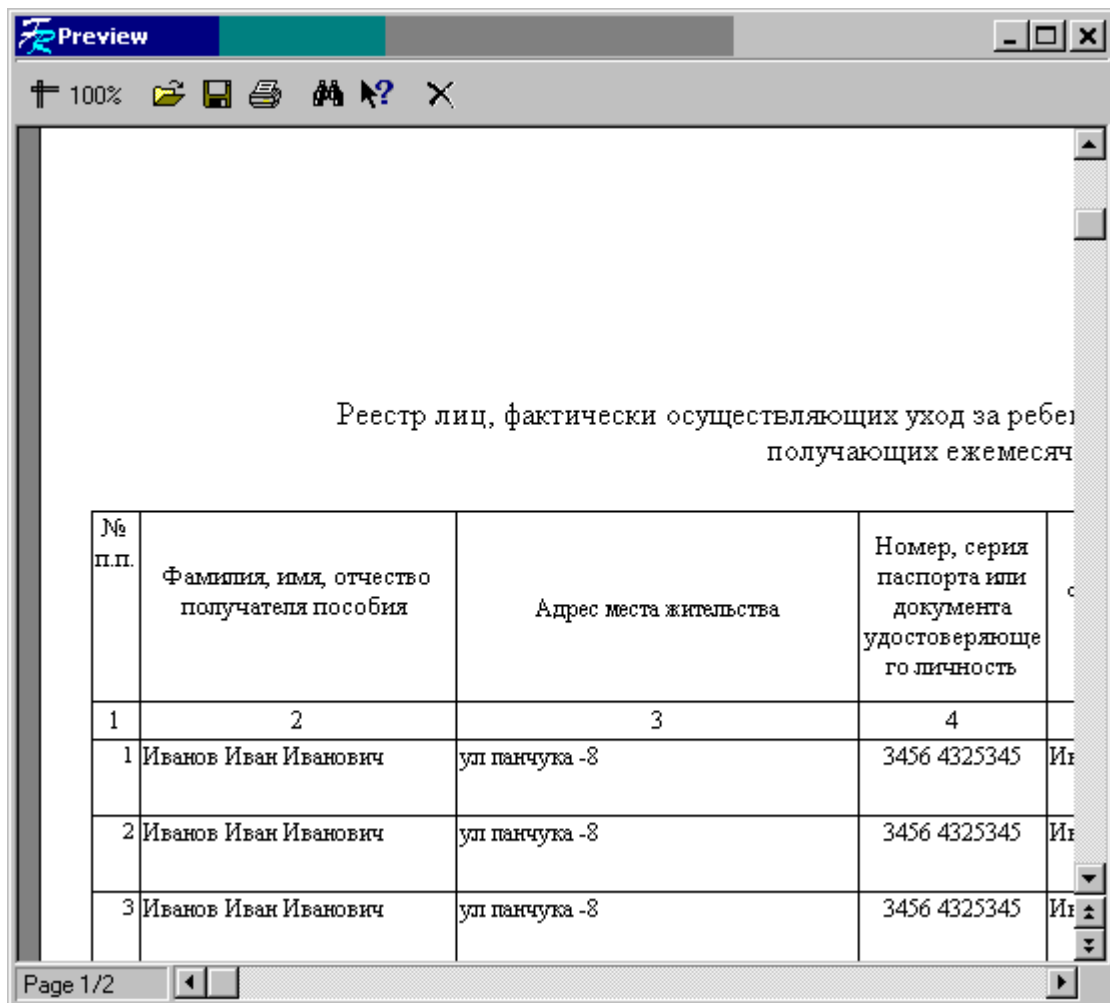 Preview
100%
Реестр лиц, фактически осуществляющих уход за ребе
получающих ежемесяч
№
п.п.
Фамилия, имя, отчество
получателя пособия
Адрес места жительства
Номер, серия
паспорта или
документа
удостоверяюще
го личность
1 2 3 4
1 Иванов Иван Иванович ул панчука -8 3456 4325345
2 Иванов Иван Иванович ул панчука -8 3456 4325345
3 Иванов Иван Иванович ул панчука -8 3456 4325345
Page 1/2